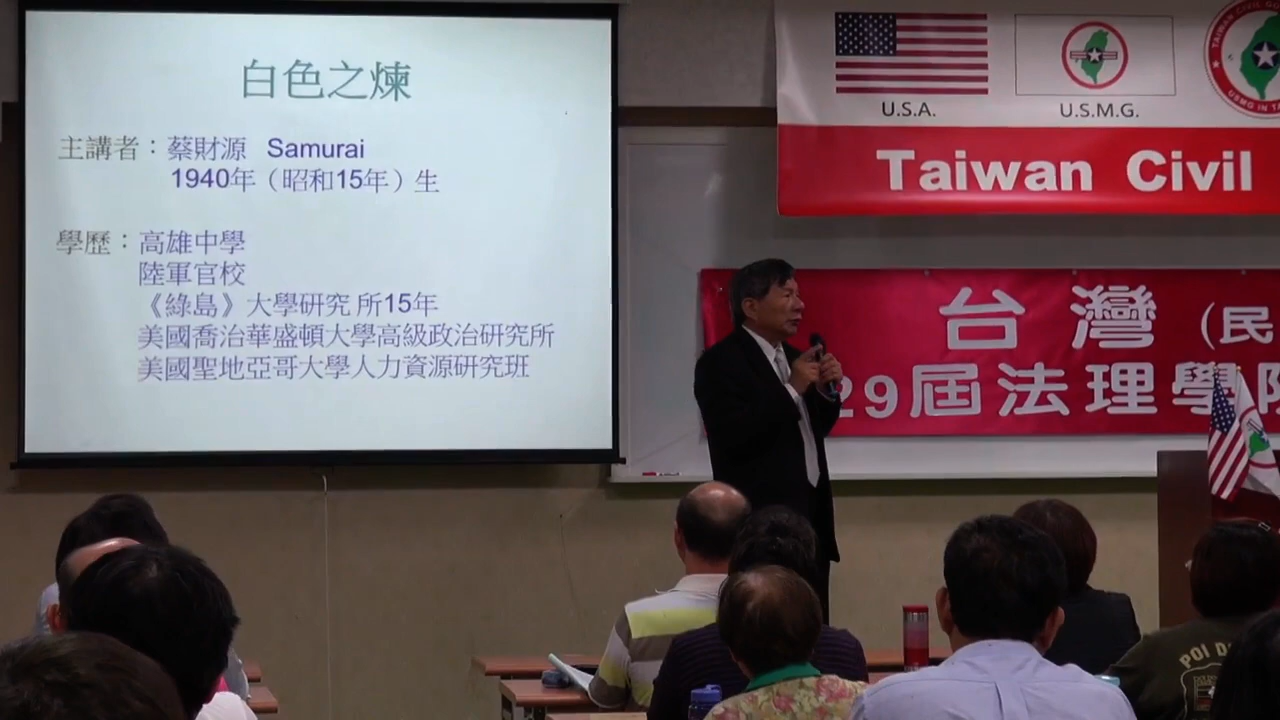 白色之煉
主講者：蔡財源 Samurai
1940年（昭和15年）生
學歷：高雄中學
陸軍官校
《綠島》大學研究 所15年
美國喬治華盛頓大學高級政治研究所
美國聖地亞哥大學人力資源研究班
U.S.A.
U.S.M.G.
Taiwan Civil
台灣（民
29屆法理學院
POI D